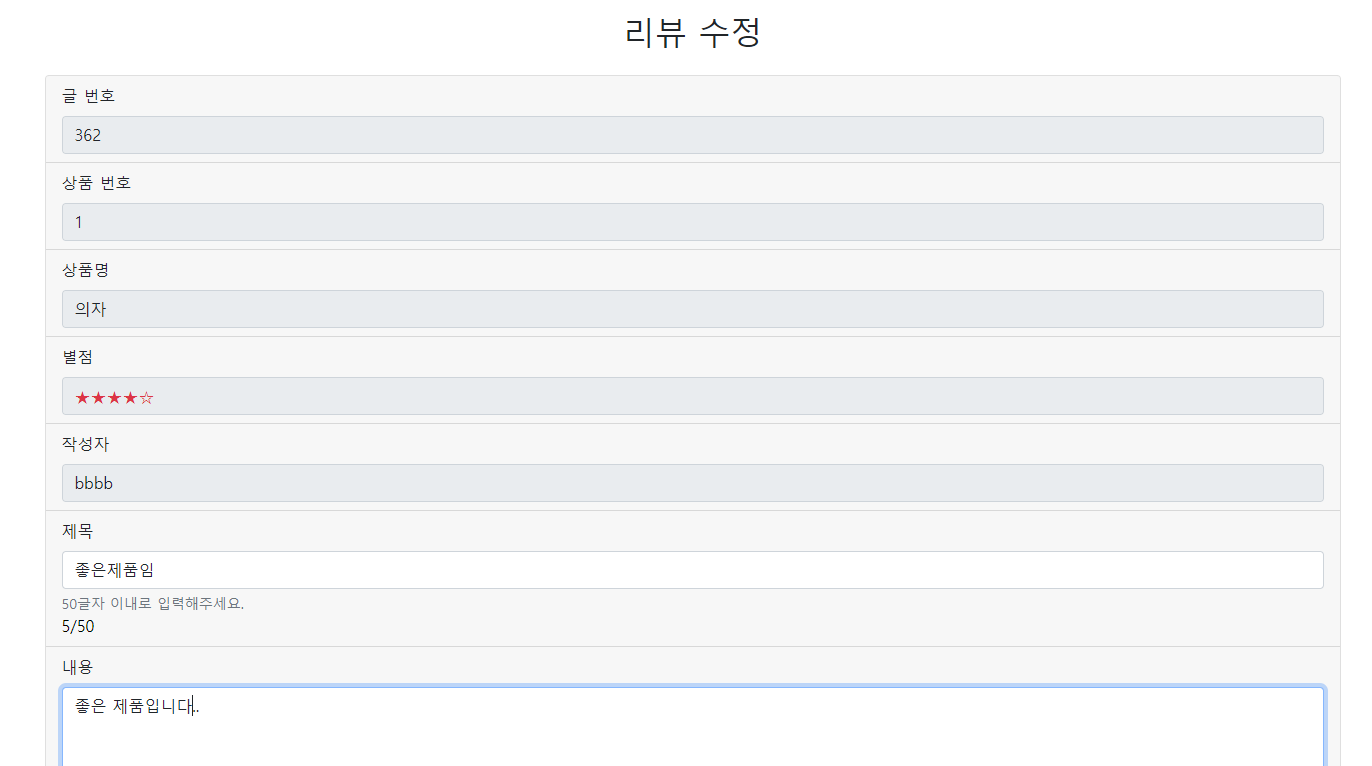 리뷰 수정
글 번호
362
상품 번호
1
상품명
의자
별점
★★★★☆
작성자
bbbb
제목
좋은제품임
50글자 이내로 입력해주세요.
5/50
내용
좋은 제품입니다..